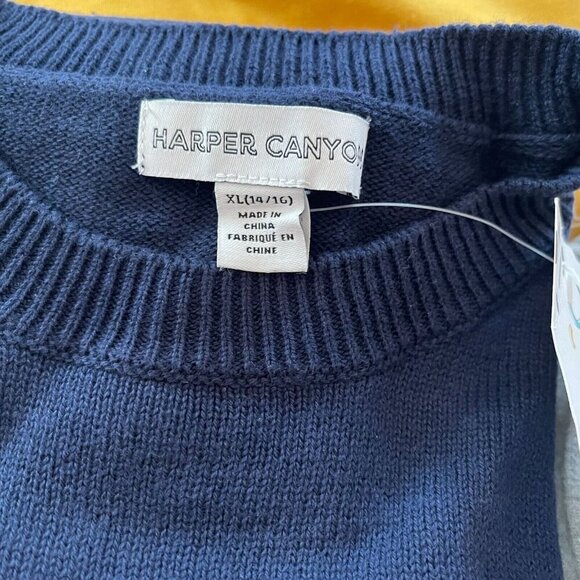 HARPER CANYON
XL(14/16)
MADE IN
CHINA
FABRIQUÉ EN
CHINE